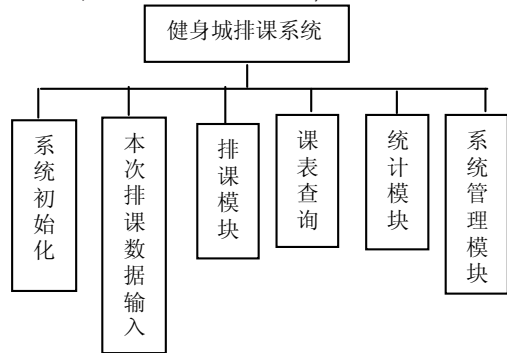 健身城排课系统
系统初始化
本次排课数据输入
排课模块
课表查询
统计模块
系统管理模块